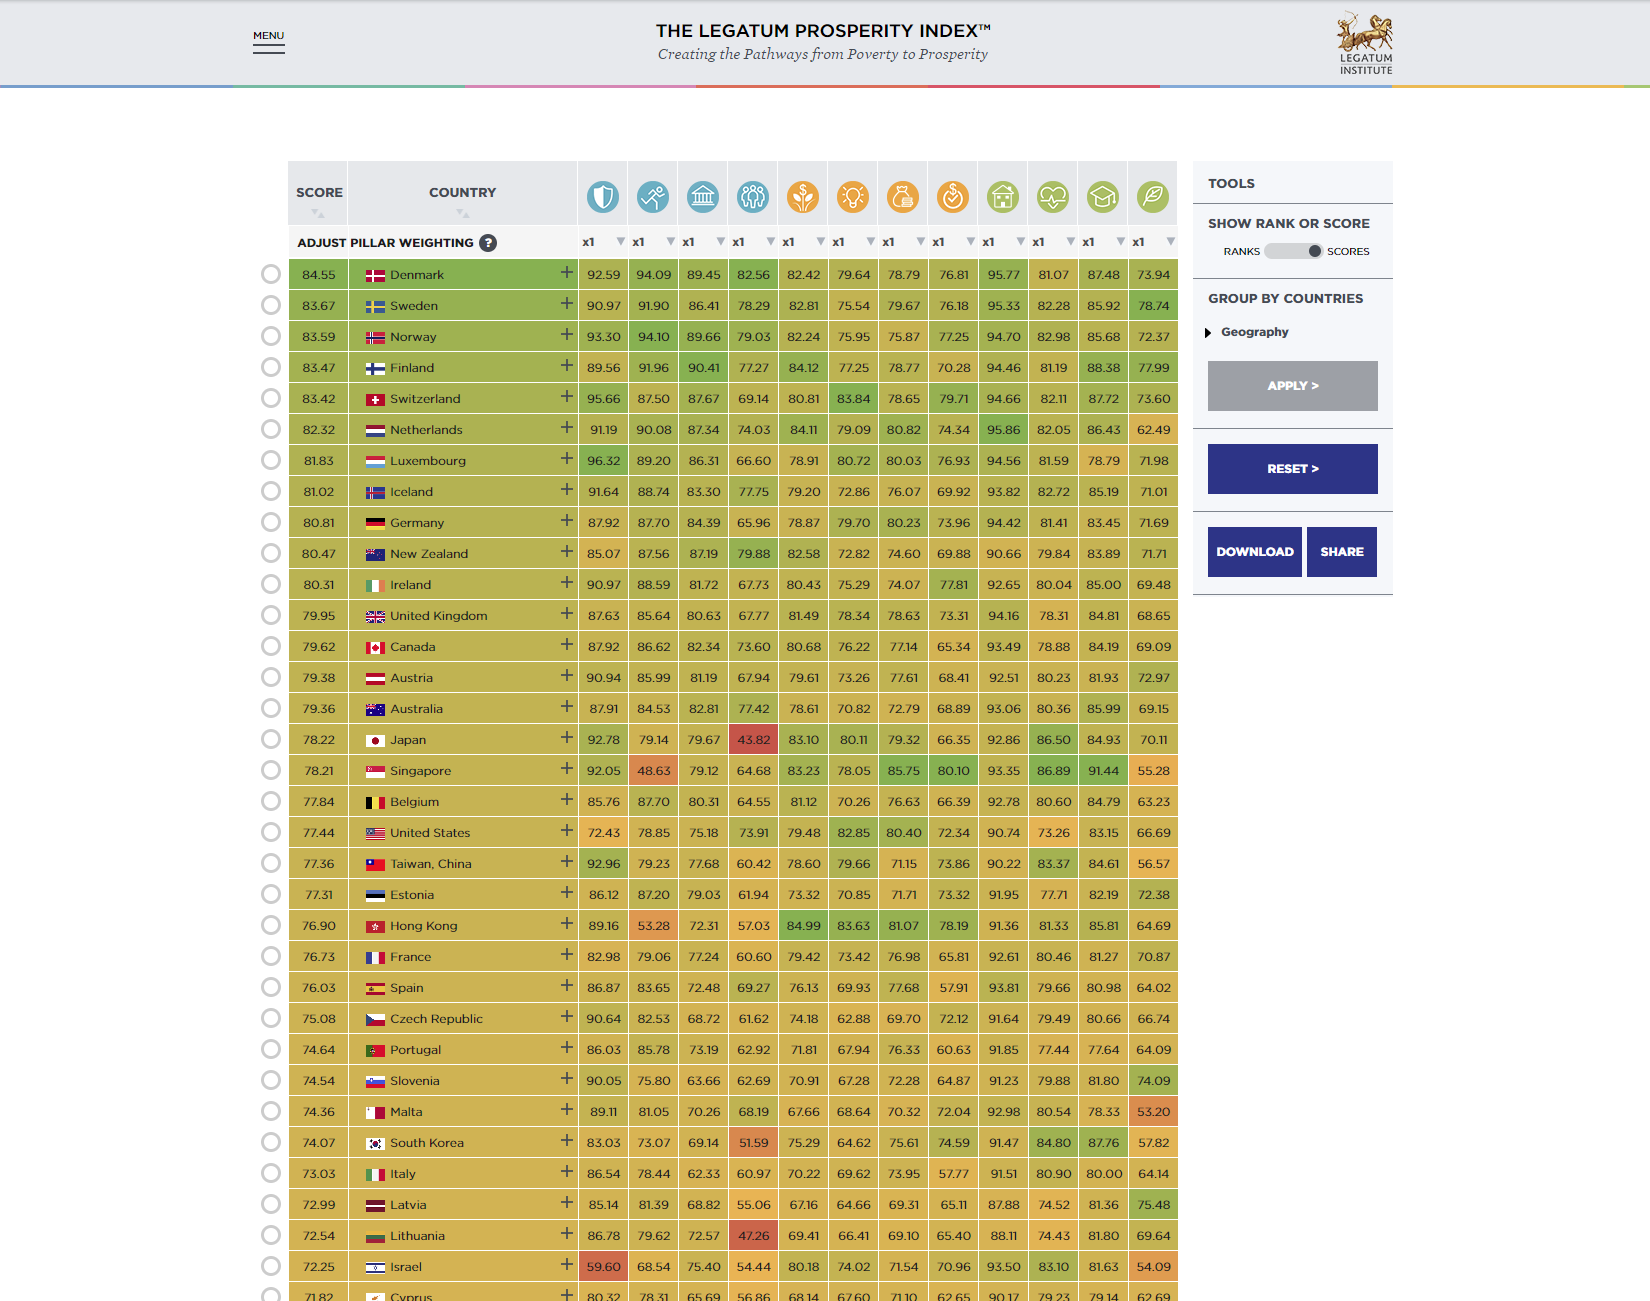 MENU
THE LEGATUM PROSPERITY INDEX™
Creating the Pathways from Poverty to Prosperity
LEGATUM
INSTITUTE
SCORE COUNTRY
ADJUST PILLAR WEIGHTING ? x1 x1 x1 x1 x1 x1 x1 x1 x1 x1 x1 x1
84.55 Denmark + 92.59 94.09 89.45 82.56 82.42 79.64 78.79 76.81 95.77 81.07 87.48 73.94
83.67 Sweden + 90.97 91.90 86.41 78.29 82.81 75.54 79.67 76.18 95.33 82.28 85.92 78.74
83.59 Norway + 93.30 94.10 89.66 79.03 82.24 75.95 75.87 77.25 94.70 82.98 85.68 72.37
83.47 Finland + 89.56 91.96 90.41 77.27 84.12 77.25 78.77 70.28 94.46 81.19 88.38 77.99
83.42 Switzerland + 95.66 87.50 87.67 69.14 80.81 83.84 78.65 79.71 94.66 82.11 87.72 73.60
82.32 Netherlands + 91.19 90.08 87.34 74.03 84.11 79.09 80.82 74.34 95.86 82.05 86.43 62.49
81.83 Luxembourg + 96.32 89.20 86.31 66.60 78.91 80.72 80.03 76.93 94.56 81.59 78.79 71.98
81.02 Iceland + 91.64 88.74 83.30 77.75 79.20 72.86 76.07 69.92 93.82 82.72 85.19 71.01
80.81 Germany + 87.92 87.70 84.39 65.96 78.87 79.70 80.23 73.96 94.42 81.41 83.45 71.69
80.47 New Zealand + 85.07 87.56 87.19 79.88 82.58 72.82 74.60 69.88 90.66 79.84 83.89 71.71
80.31 Ireland + 90.97 88.59 81.72 67.73 80.43 75.29 74.07 77.81 92.65 80.04 85.00 69.48
79.95 United Kingdom + 87.63 85.64 80.63 67.77 81.49 78.34 78.63 73.31 94.16 78.31 84.81 68.65
79.62 Canada + 87.92 86.62 82.34 73.60 80.68 76.22 77.14 65.34 93.49 78.88 84.19 69.09
79.38 Austria + 90.94 85.99 81.19 67.94 79.61 73.26 77.61 68.41 92.51 80.23 81.93 72.97
79.36 Australia + 87.91 84.53 82.81 77.42 78.61 70.82 72.79 68.89 93.06 80.36 85.99 69.15
78.22 Japan + 92.78 79.14 79.67 43.82 83.10 80.11 79.32 66.35 92.86 86.50 84.93 70.11
78.21 Singapore + 92.05 48.63 79.12 64.68 83.23 78.05 85.75 80.10 93.35 86.89 91.44 55.28
77.84 Belgium + 85.76 87.70 80.31 64.55 81.12 70.26 76.63 66.39 92.78 80.60 84.79 63.23
77.44 United States + 72.43 78.85 75.18 73.91 79.48 82.85 80.40 72.34 90.74 73.26 83.15 66.69
77.36 Taiwan, China + 92.96 79.23 77.68 60.42 78.60 79.66 71.15 73.86 90.22 83.37 84.61 56.57
77.31 Estonia + 86.12 87.20 79.03 61.94 73.32 70.85 71.71 73.32 91.95 77.71 82.19 72.38
76.90 Hong Kong + 89.16 53.28 72.31 57.03 84.99 83.63 81.07 78.19 91.36 81.33 85.81 64.69
76.73 France + 82.98 79.06 77.24 60.60 79.42 73.42 76.98 65.81 92.61 80.46 81.27 70.87
76.03 Spain + 86.87 83.65 72.48 69.27 76.13 69.93 77.68 57.91 93.81 79.66 80.98 64.02
75.08 Czech Republic + 90.64 82.53 68.72 61.62 74.18 62.88 69.70 72.12 91.64 79.49 80.66 66.74
74.64 Portugal + 86.03 85.78 73.19 62.92 71.81 67.94 76.33 60.63 91.85 77.44 77.64 64.09
74.54 Slovenia + 90.05 75.80 63.66 62.69 70.91 67.28 72.28 64.87 91.23 79.88 81.80 74.09
74.36 Malta + 89.11 81.05 70.26 68.19 67.66 68.64 70.32 72.04 92.98 80.54 78.33 53.20
74.07 South Korea + 83.03 73.07 69.14 51.59 75.29 64.62 75.61 74.59 91.47 84.80 87.76 57.82
73.03 Italy + 86.54 78.44 62.33 60.97 70.22 69.62 73.95 57.77 91.51 80.90 80.00 64.14
72.99 Latvia + 85.14 81.39 68.82 55.06 67.16 64.66 69.31 65.11 87.88 74.52 81.36 75.48
72.54 Lithuania + 86.78 79.62 72.57 47.26 69.41 66.41 69.10 65.40 88.11 74.43 81.80 69.64
72.25 Israel + 59.60 68.54 75.40 54.44 80.18 74.02 71.54 70.96 93.50 83.10 81.63 54.09
71.82 Cyprus + 80.32 78.31 65.69 56.86 68.14 67.60 71.10 62.65 90.17 79.23 79.14 62.69
TOOLS
SHOW RANK OR SCORE
RANKS SCORES
GROUP BY COUNTRIES
Geography
APPLY >
RESET >
DOWNLOAD SHARE